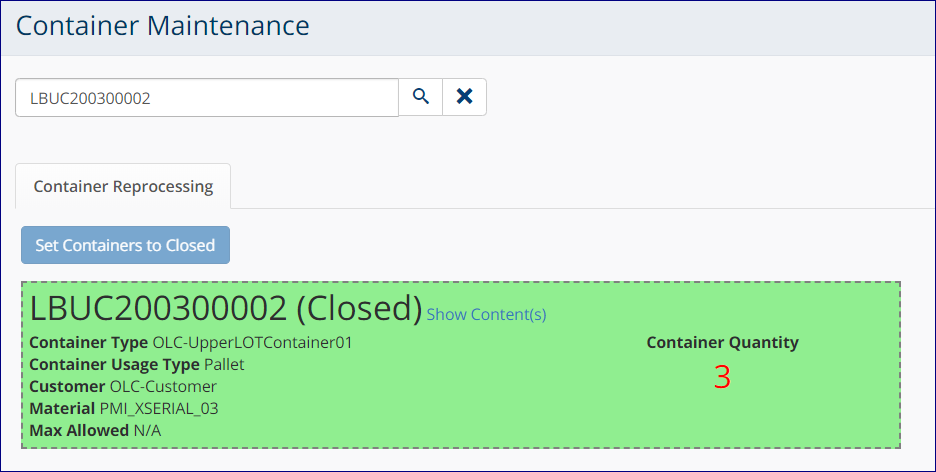 Container Maintenance
LBUC200300002
Container Reprocessing
Set Containers to Closed
LBUC200300002 (Closed) Show Content(s)
Container Type OLC-UpperLOTContainer01
Container Quantity
Container Usage Type Pallet
3
Customer OLC-Customer
Material PMI_XSERIAL_03
Max Allowed N/A